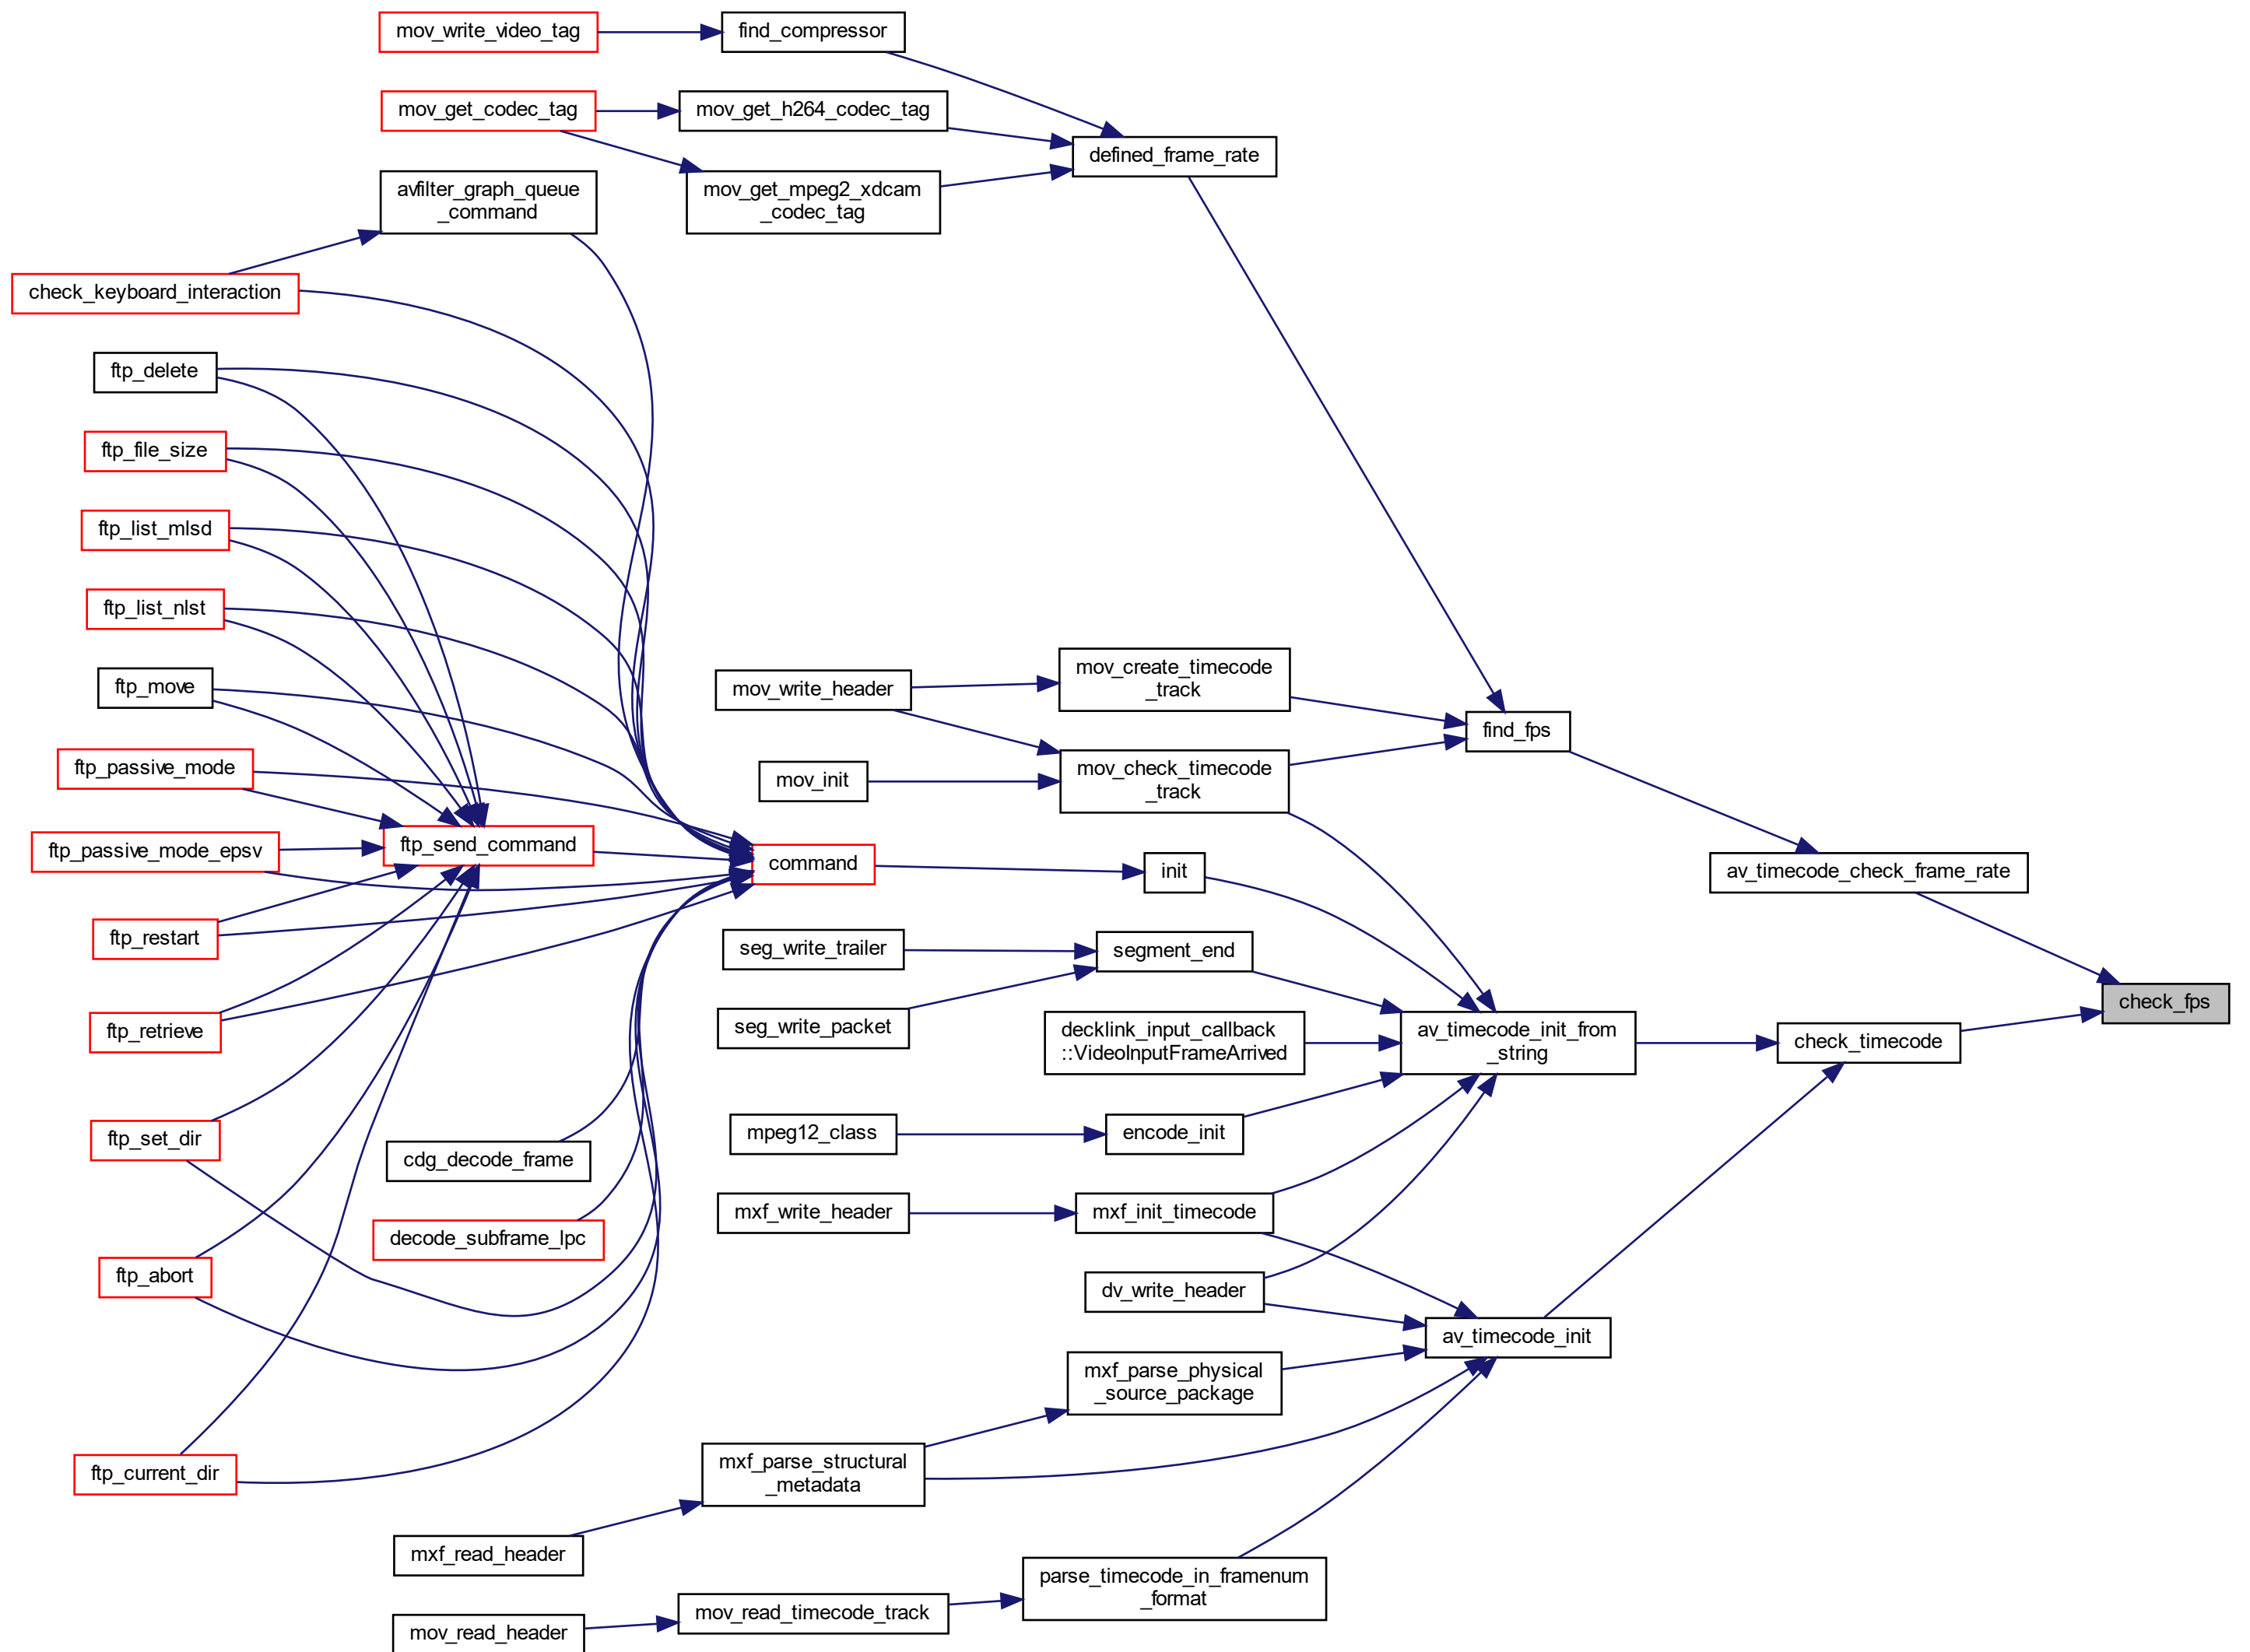 mov_write_video_tag
find_compressor
mov_get_codec_tag
mov_get_h264_codec_tag
defined_frame_rate
avfilter_graph_queue
_command
mov_get_mpeg2_xdcam
_codec_tag
check_keyboard_interaction
ftp_delete
ftp_file_size
ftp_list_mlsd
ftp_list_nlst
ftp_move
mov_write_header
mov_create_timecode
_track
find_fps
ftp_passive_mode
mov_init
mov_check_timecode
_track
ftp_passive_mode_epsv
ftp_send_command
command
init
av_timecode_check_frame_rate
ftp_restart
seg_write_trailer
segment_end
check_fps
ftp_retrieve
seg_write_packet
decklink_input_callback
::VideoInputFrameArrived
av_timecode_init_from
_string
check_timecode
ftp_set_dir
cdg_decode_frame
mpeg12_class
encode_init
decode_subframe_lpc
mxf_write_header
mxf_init_timecode
ftp_abort
dv_write_header
av_timecode_init
mxf_parse_physical
_source_package
ftp_current_dir
mxf_parse_structural
_metadata
mxf_read_header
parse_timecode_in_framenum
_format
mov_read_timecode_track
mov_read_header